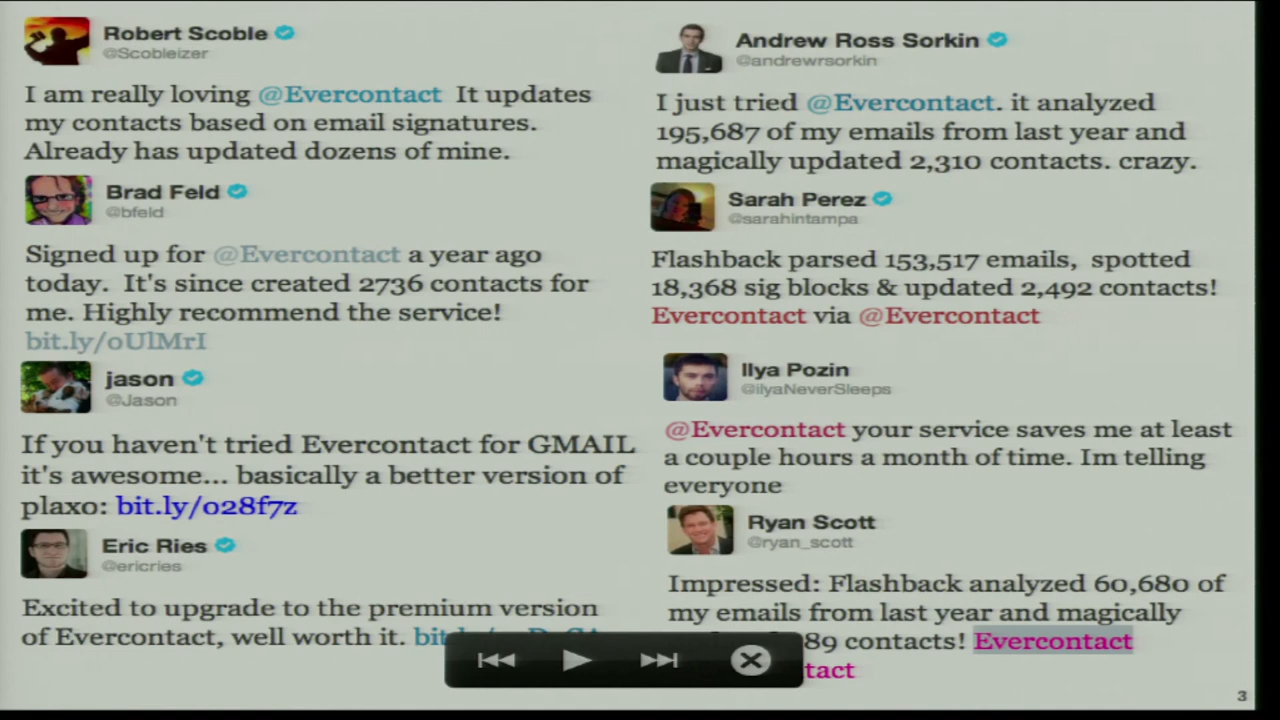 Robert Scoble
@Scobleizer
I am really loving @Evercontact It updates
my contacts based on email signatures.
Already has updated dozens of mine.
Brad Feld
@bfeld
Signed up for @Evercontact a year ago
today. It's since created 2736 contacts for
me. Highly recommend the service!
bit.ly/oUlMrI
jason
@Jason
If you haven't tried Evercontact for GMAIL
it's awesome... basically a better version of
plaxo: bit.ly/o28f7z
Eric Ries
@ericries
Excited to upgrade to the premium version
of Evercontact, well worth it.
Andrew Ross Sorkin
@andrewrsorkin
I just tried @Evercontact. it analyzed
195,687 of my emails from last year and
magically updated 2,310 contacts. crazy.
Sarah Perez
@sarahintampa
Flashback parsed 153,517 emails, spotted
18,368 sig blocks & updated 2,492 contacts!
Evercontact via @Evercontact
Ilya Pozin
@ilyaNeverSleeps
@Evercontact your service saves me at least
a couple hours a month of time. Im telling
everyone
Ryan Scott
@ryan_scott
Impressed: Flashback analyzed 60,680 of
my emails from last year and magically
89 contacts! Evercontact
tact
3